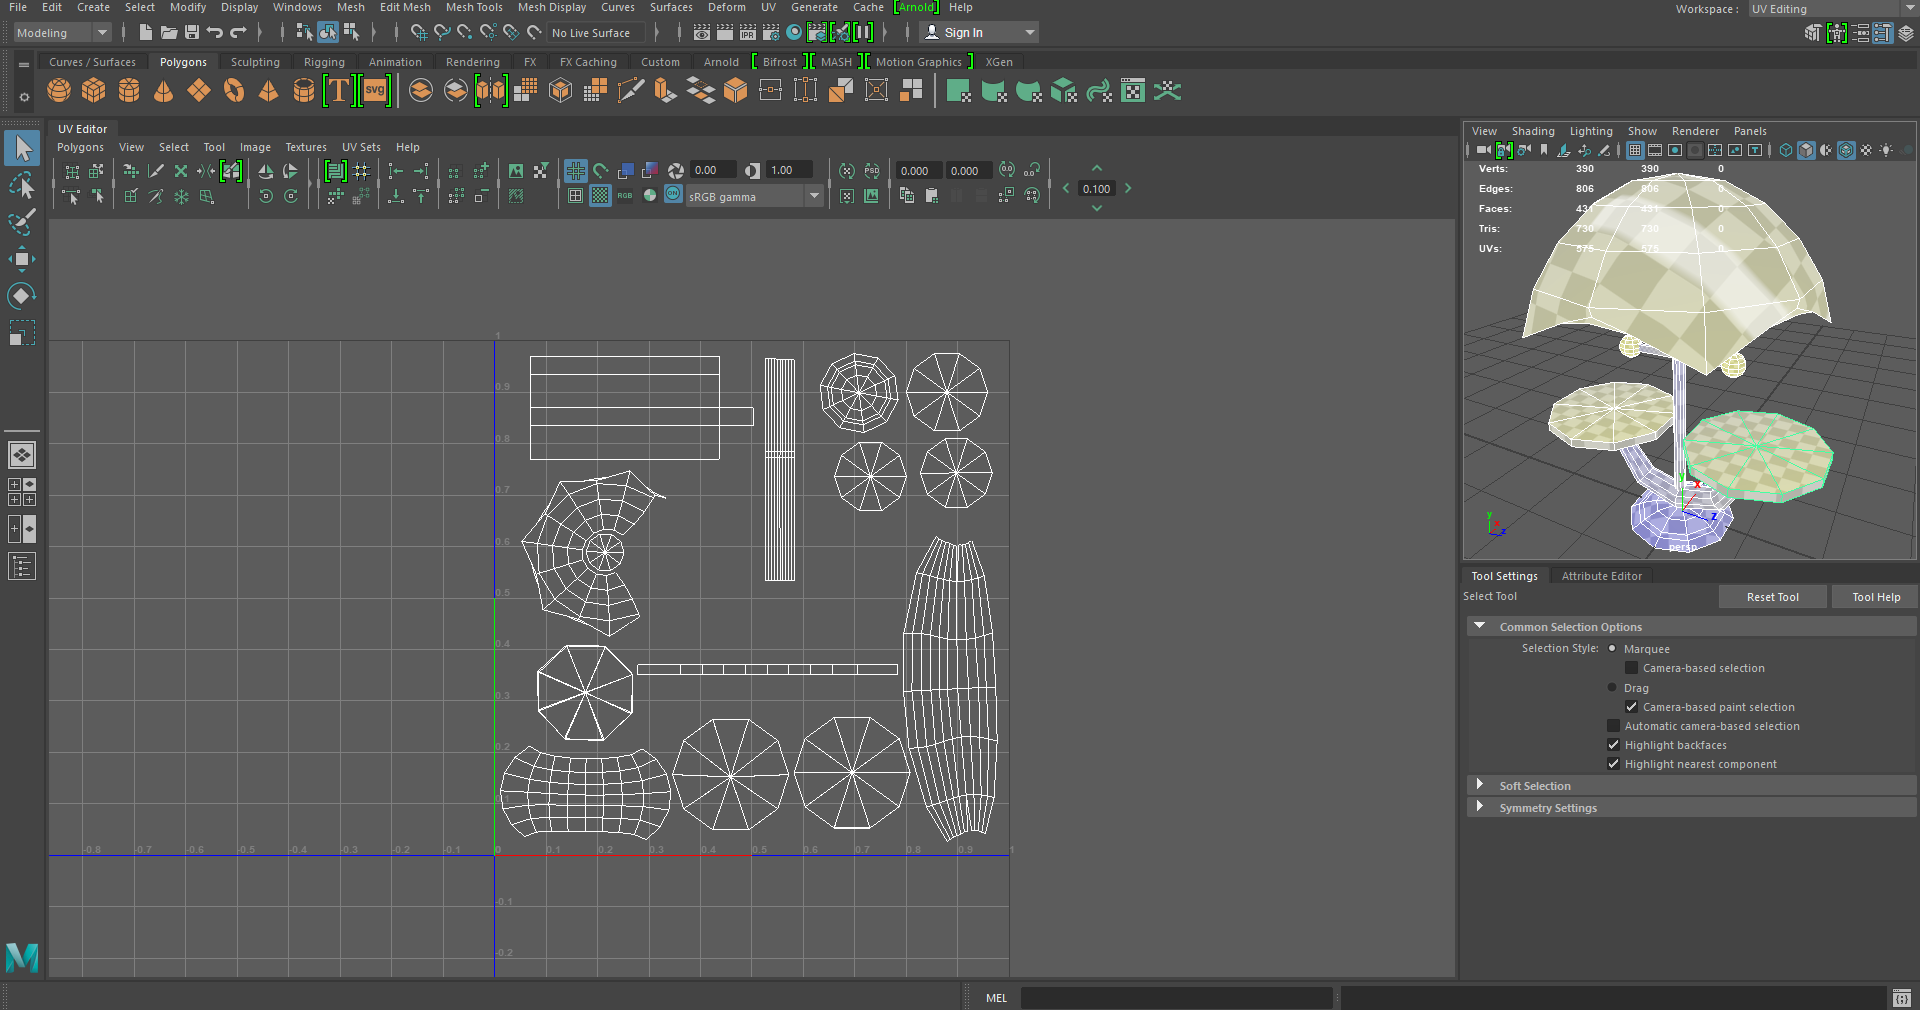 File Edit Create Select Modify Display Windows Mesh Edit Mesh Mesh Tools Mesh Display Curves Surfaces Deform UV Generate Cache Arnold Help
Workspace : UV Editing
Modeling
No Live Surface
Sign In
Curves / Surfaces Polygons Sculpting Rigging Animation Rendering FX FX Caching Custom Arnold Bifrost MASH Motion Graphics XGen
T svg
UV Editor
Polygons View Select Tool Image Textures UV Sets Help
0.00 1.00 PSD 0.000 0.000
RGB ON sRGB gamma 0.100
View Shading Lighting Show Renderer Panels
Verts: 390 390 0
Edges: 806 806 0
Faces: 431 431 0
Tris: 730 730 0
UVs: 575 575 0
x
z
y
z
persp
1
0.9
0.8
0.7
0.6
0.5
0.4
0.3
0.2
0.1
-0.8 -0.7 -0.6 -0.5 -0.4 -0.3 -0.2 -0.1 0 0.1 0.2 0.3 0.4 0.5 0.6 0.7 0.8 0.9 1
-0.1
-0.2
Tool Settings Attribute Editor
Select Tool
Reset Tool Tool Help
Common Selection Options
Selection Style: Marquee
Camera-based selection
Drag
Camera-based paint selection
Automatic camera-based selection
Highlight backfaces
Highlight nearest component
Soft Selection
Symmetry Settings
M
MEL